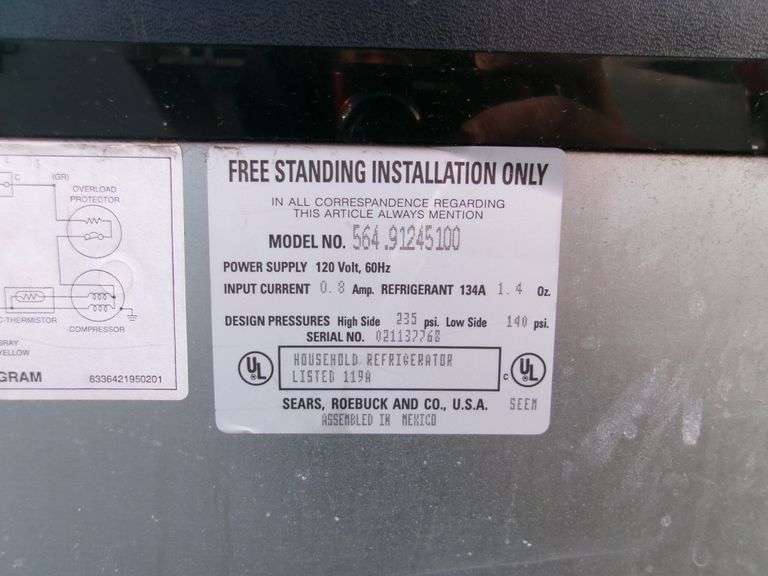 C
(GR)
OVERLOAD
PROTECTOR
C-THERMISTOR
COMPRESSOR
GRAY
YELLOW
GRAM
6336421950201
FREE STANDING INSTALLATION ONLY
IN ALL CORRESPANDENCE REGARDING
THIS ARTICLE ALWAYS MENTION
MODEL NO. 564.91245100
POWER SUPPLY 120 Volt, 60Hz
INPUT CURRENT 0.8 Amp. REFRIGERANT 134A 1.4 Oz.
DESIGN PRESSURES High Side 235 psi. Low Side 140 psi.
SERIAL NO. 021137768
UL
HOUSEHOLD REFRIGERATOR
LISTED 119A
c UL
SEARS, ROEBUCK AND CO., U.S.A. SEEM
ASSEMBLED IN MEXICO